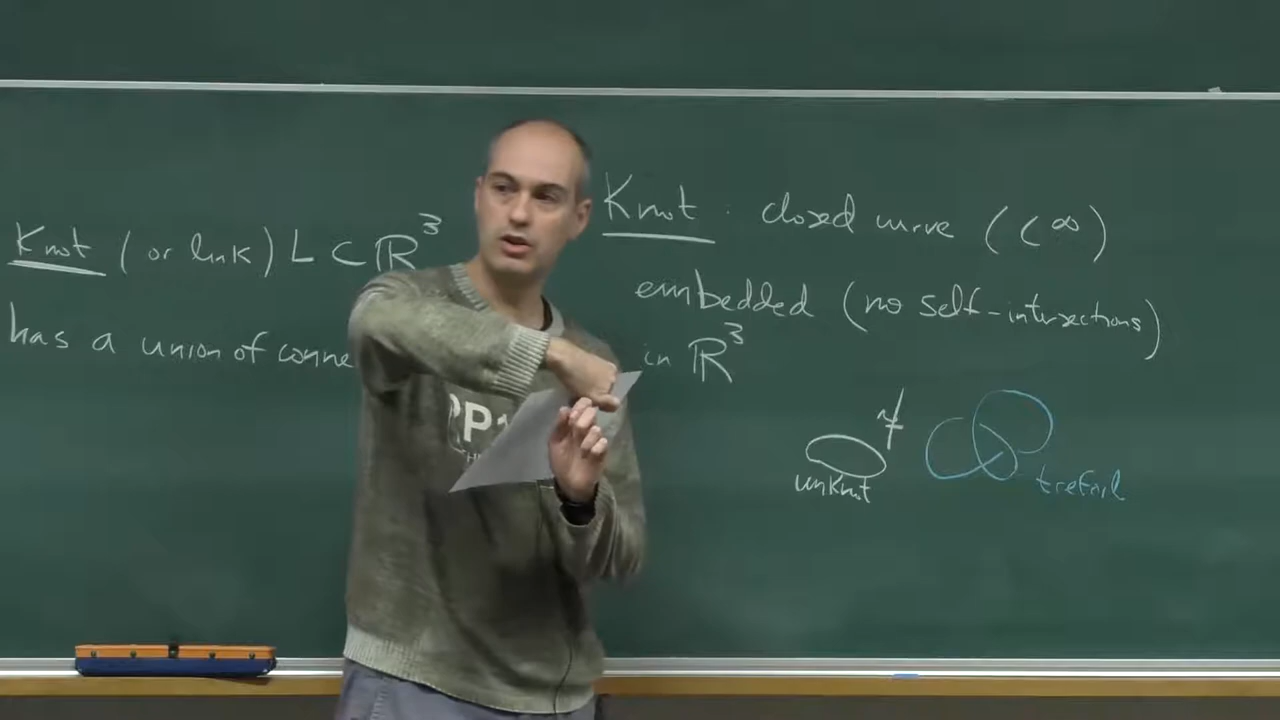 Knot (or link) L ⊂ ℝ³
has a union of conne
Knot : closed curve (C∞)
embedded (no self-intersections)
in ℝ³
≁
unknot
trefoil